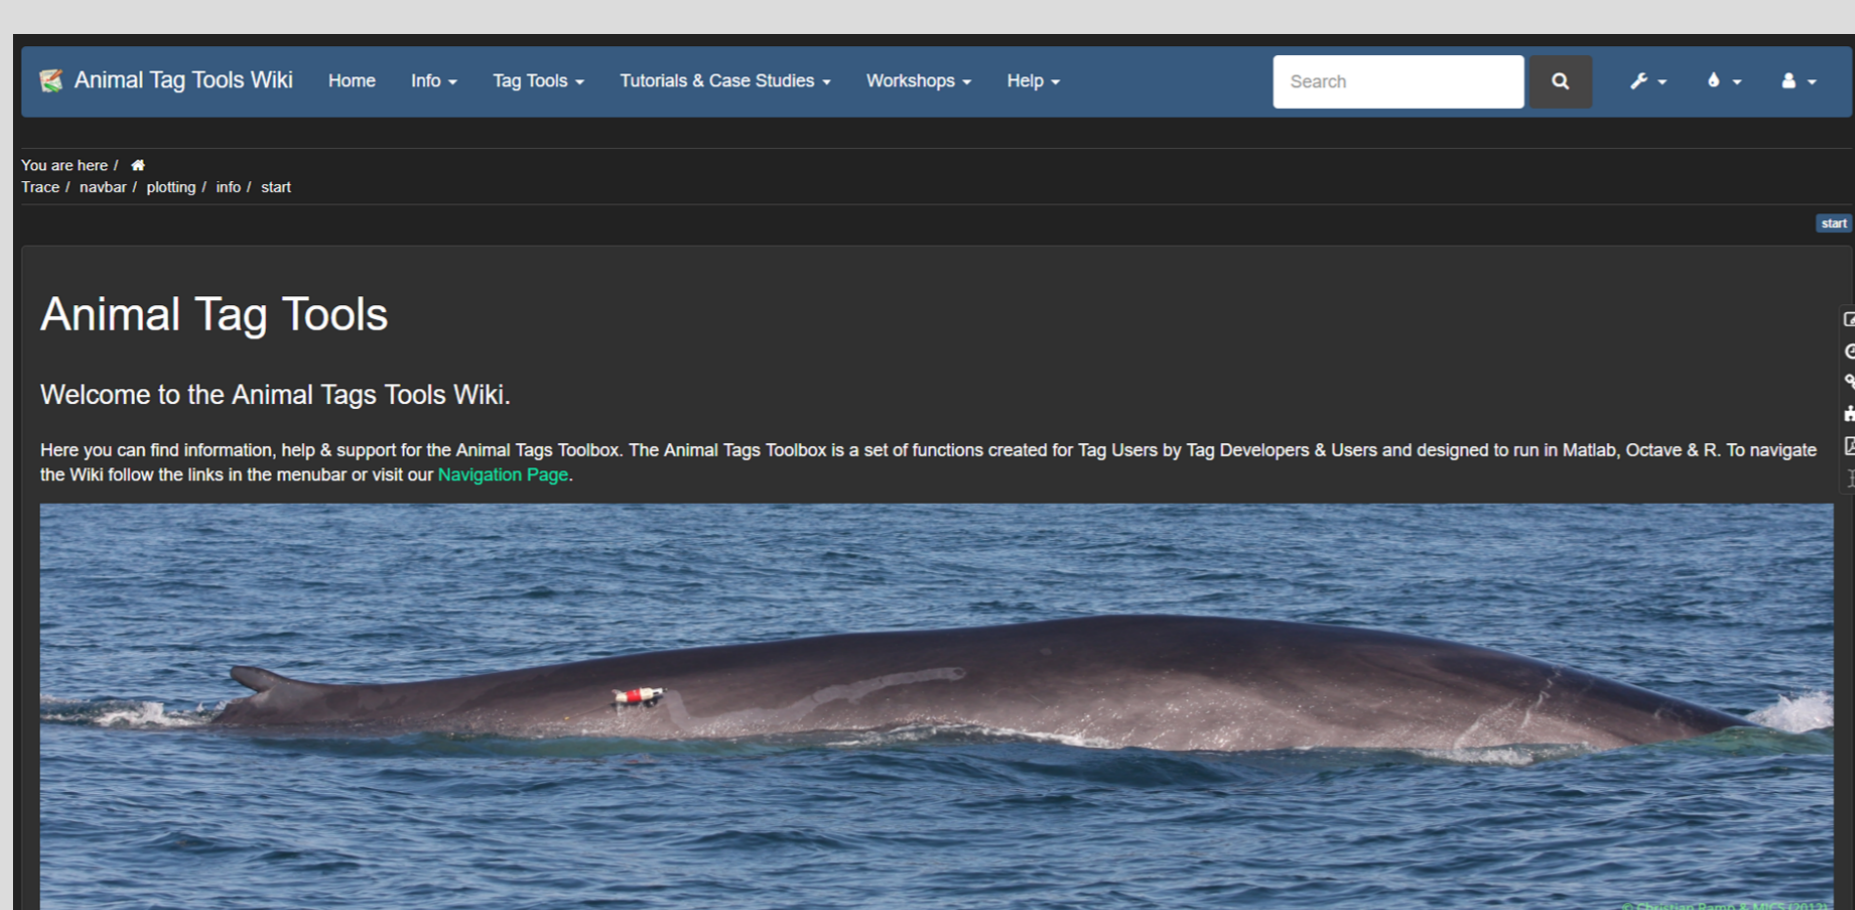 Animal Tag Tools Wiki Home Info Tag Tools Tutorials & Case Studies Workshops Help Search
You are here /
Trace / navbar / plotting / info / start
start
Animal Tag Tools
Welcome to the Animal Tags Tools Wiki.
Here you can find information, help & support for the Animal Tags Toolbox. The Animal Tags Toolbox is a set of functions created for Tag Users by Tag Developers & Users and designed to run in Matlab, Octave & R. To navigate
the Wiki follow the links in the menubar or visit our Navigation Page.
© Christian Ramp & MICS (2012)